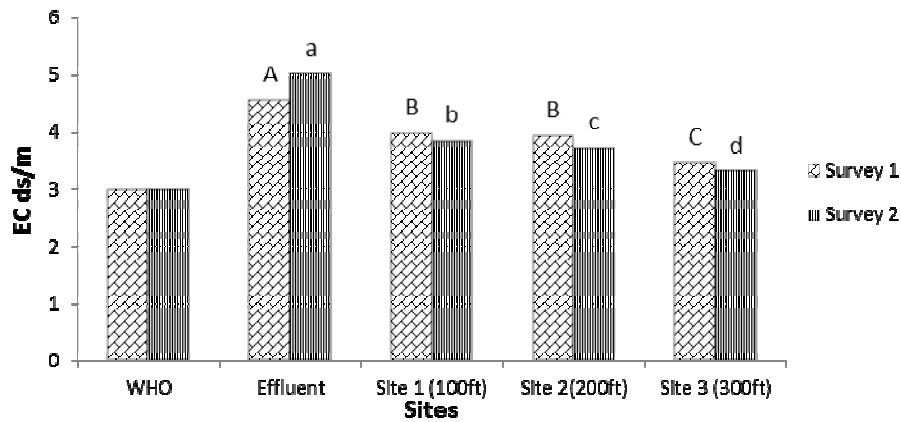 6
5
4
3
2
1
0
EC ds/m
A
a
B
b
B
c
C
d
WHO
Effluent
Site 1 (100ft)
Site 2(200ft)
Site 3 (300ft)
Sites
Survey 1
Survey 2